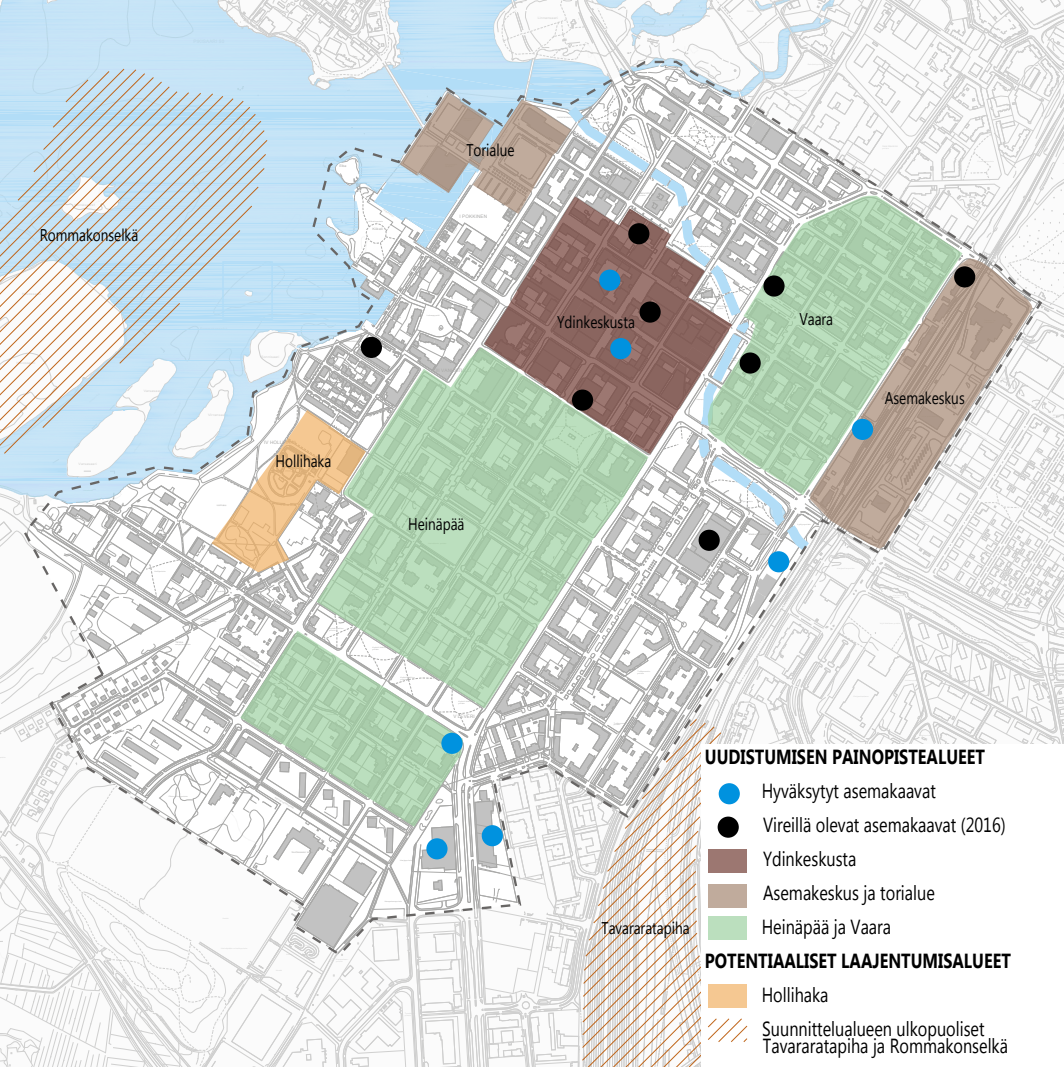 Torialue
Rommakonselkä
Ydinkeskusta
Vaara
Asemakeskus
Hollihaka
Heinäpää
Tavararatapiha
UUDISTUMISEN PAINOPISTEALUEET
Hyväksytyt asemakaavat
Vireillä olevat asemakaavat (2016)
Ydinkeskusta
Asemakeskus ja torialue
Heinäpää ja Vaara
POTENTIAALISET LAAJENTUMISALUEET
Hollihaka
Suunnittelualueen ulkopuoliset
Tavararatapiha ja Rommakonselkä